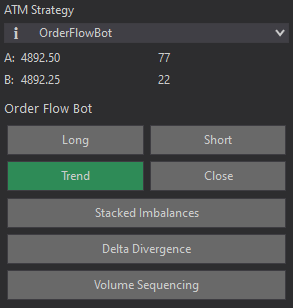 ATM Strategy
i OrderFlowBot
A: 4892.50 77
B: 4892.25 22
Order Flow Bot
Long Short
Trend Close
Stacked Imbalances
Delta Divergence
Volume Sequencing